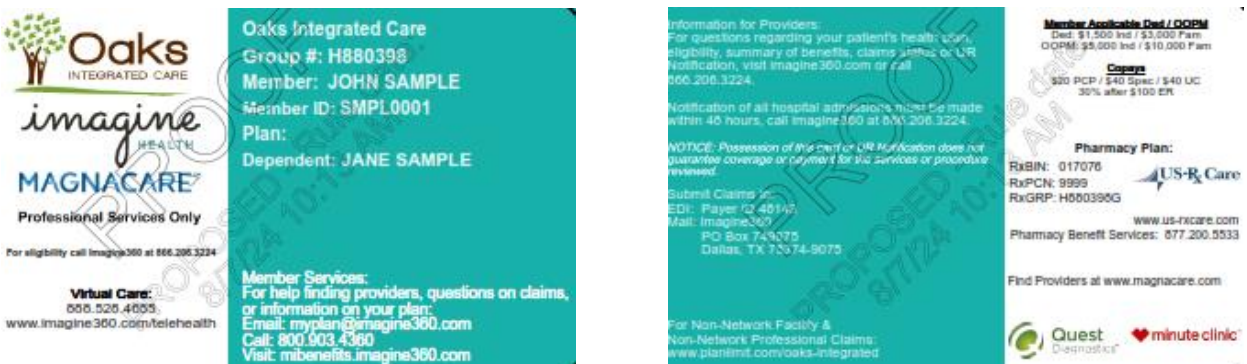 Oaks
INTEGRATED CARE
imagine
HEALTH
MAGNACARE
Professional Services Only
For eligibility call Imagine360 at 866.206.3224
Virtual Care:
www.imagine360.com/telehealth
Oaks Integrated Care
Group #: H880398
Member: JOHN SAMPLE
Member ID: SMPL0001
Plan:
Dependent: JANE SAMPLE
Member Services:
For help finding providers, questions on claims,
or information on your plan:
Email: myplan@imagine360.com
Call: 800.903.4360
Visit: mibenefits.imagine360.com
PROOF
PROPOSED
8/7/24 10:13 AM
Information for Providers:
For questions regarding your patient's health plan,
eligibility, summary of benefits, claims status or UR
Notification, visit imagine360.com or call
866.206.3224.
Notification of all hospital admissions must be made
within 48 hours, call Imagine360 at 866.206.3224.
NOTICE: Possession of this card or UR Notification does not
guarantee coverage or payment for the services or procedure
reviewed.
Submit Claims to:
EDI: Payer ID
Mail: Imagine360
PO Box
Dallas, TX
For Non-Network Facility &
Non-Network Professional Claims:
www.planlimit.com/oaks-integrated
Member Applicable Ded / OOPM
Ded: $1,500 Ind / $3,000 Fam
OOPM: $5,000 Ind / $10,000 Fam
Copays
$20 PCP / $40 Spec / $40 UC
30% after $100 ER
Pharmacy Plan:
RxBIN: 017076
RxPCN: 9999
RxGRP: H880398G
US-Rx Care
www.us-rxcare.com
Pharmacy Benefit Services: 877.200.5533
Find Providers at www.magnacare.com
Quest
Diagnostics
minute clinic
PROOF
PROPOSED - Rule date
8/7/24 10:13 AM